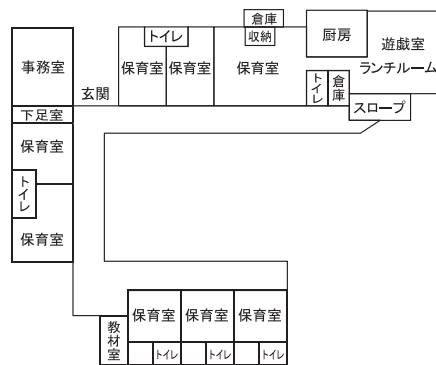 倉庫
収納
厨房
遊戯室
ランチルーム
事務室
トイレ
保育室
保育室
保育室
玄関
トイレ
倉庫
スロープ
下足室
保育室
トイレ
保育室
教材室
保育室
保育室
保育室
トイレ
トイレ
トイレ